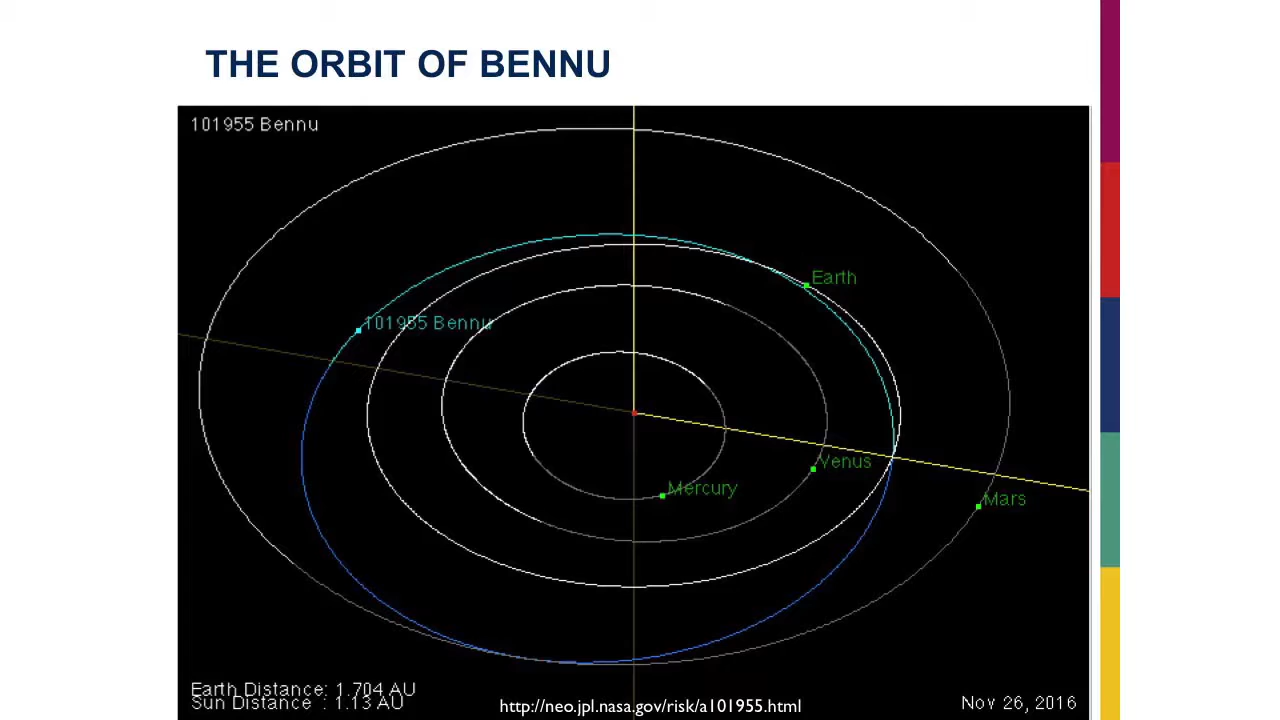 THE ORBIT OF BENNU
101955 Bennu
Earth
101955 Bennu
Venus
Mercury
Mars
Earth Distance: 1.704 AU
Sun Distance : 1.13 AU
http://neo.jpl.nasa.gov/risk/a101955.html
Nov 26, 2016